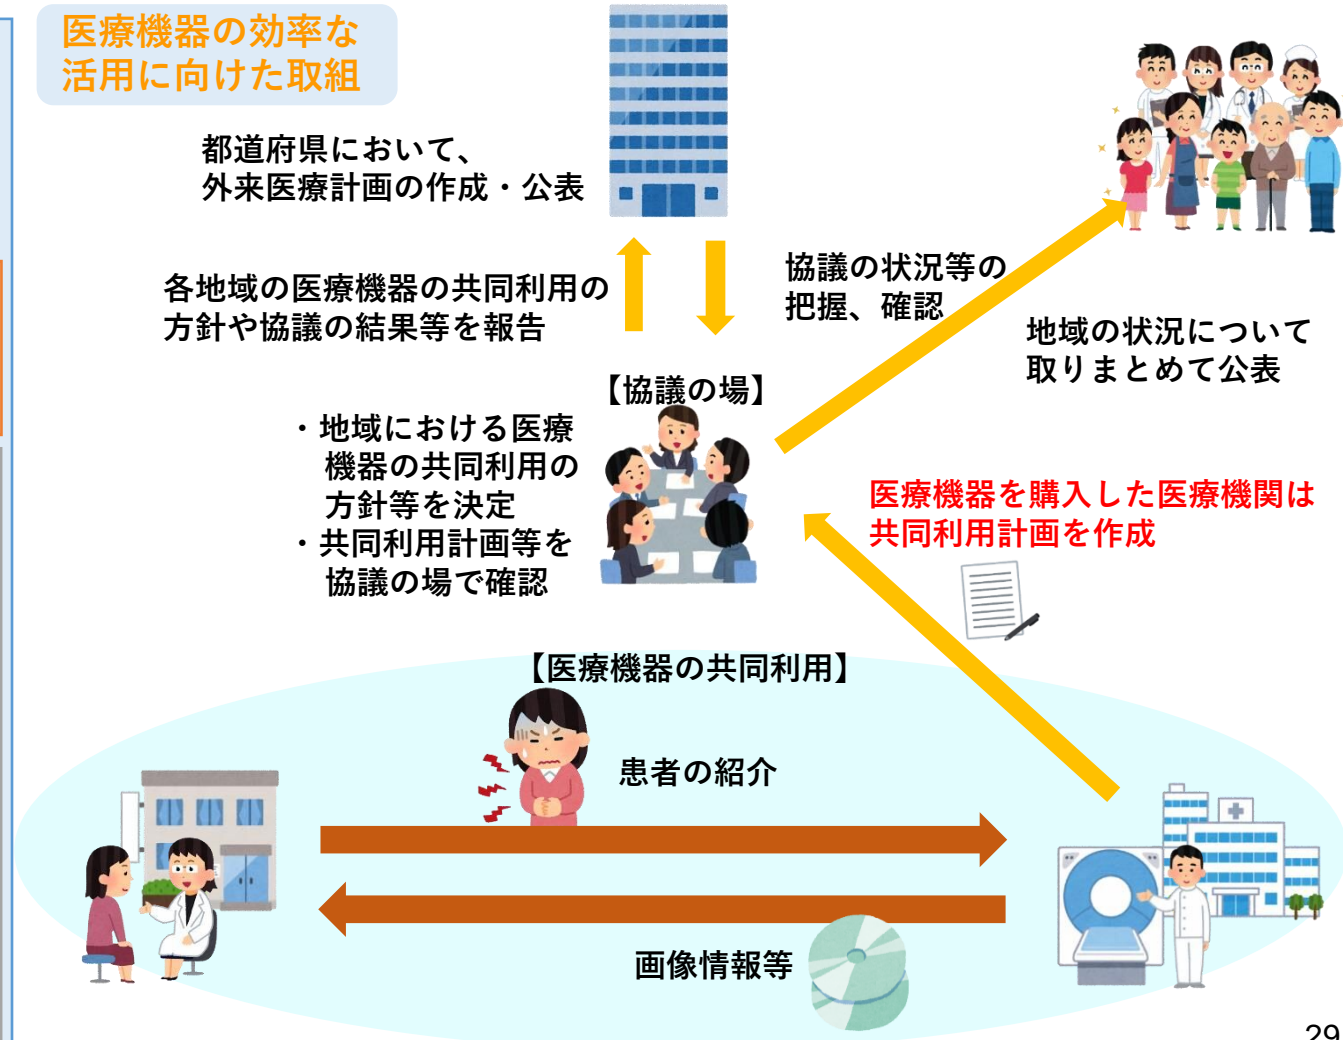 医療機器の効率な
活用に向けた取組
都道府県において、
外来医療計画の作成・公表
各地域の医療機器の共同利用の
方針や協議の結果等を報告
協議の状況等の
把握、確認
地域の状況について
取りまとめて公表
【協議の場】
・地域における医療
機器の共同利用の
方針等を決定
・共同利用計画等を
協議の場で確認
医療機器を購入した医療機関は
共同利用計画を作成
【医療機器の共同利用】
患者の紹介
画像情報等
29